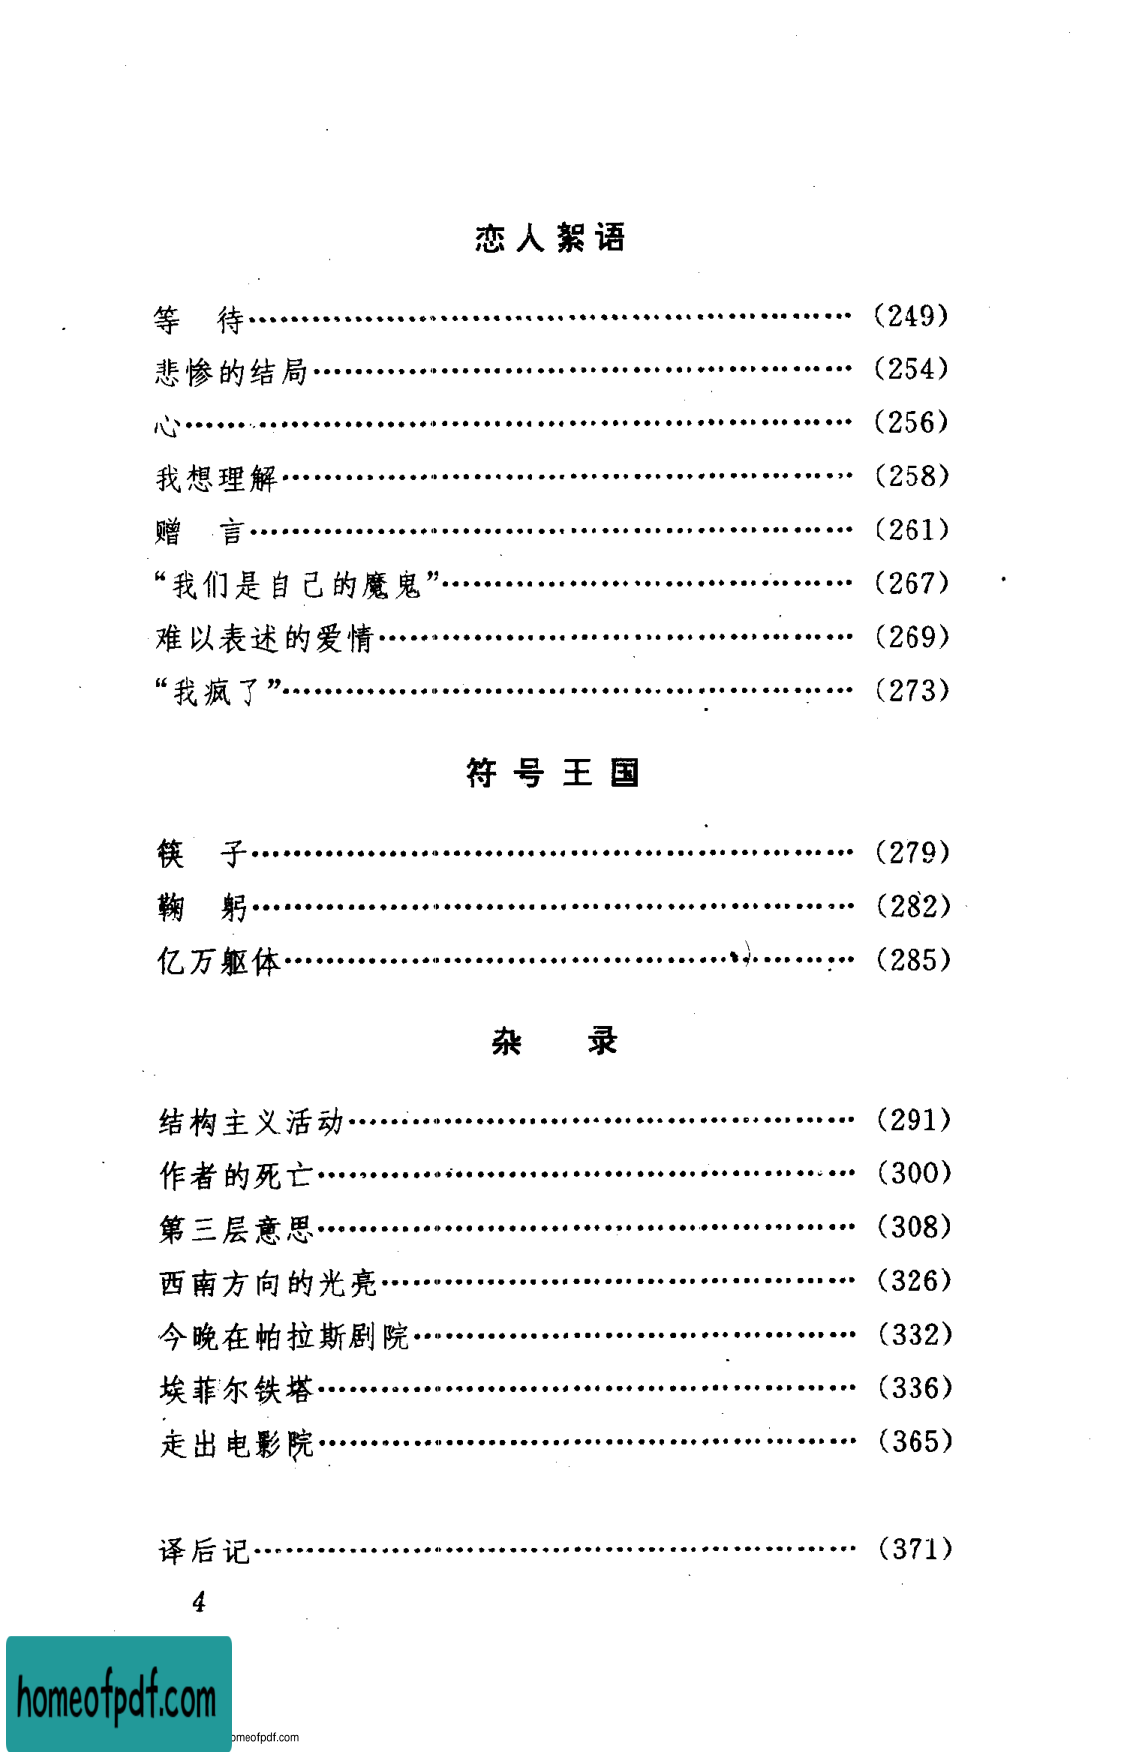 恋人絮语
等　待…………………………………………………… (249)
悲惨的结局……………………………………………… (254)
心………………………………………………………… (256)
我想理解………………………………………………… (258)
赠　言…………………………………………………… (261)
“我们是自己的魔鬼”…………………………………… (267)
难以表述的爱情………………………………………… (269)
“我疯了”………………………………………………… (273)
符号王国
筷　子…………………………………………………… (279)
鞠　躬…………………………………………………… (282)
亿万躯体………………………………………………… (285)
杂　录
结构主义活动…………………………………………… (291)
作者的死亡……………………………………………… (300)
第三层意思……………………………………………… (308)
西南方向的光亮………………………………………… (326)
今晚在帕拉斯剧院……………………………………… (332)
埃菲尔铁塔……………………………………………… (336)
走出电影院……………………………………………… (365)
译后记…………………………………………………… (371)
4
homeofpdf.com
omeofpdf.com